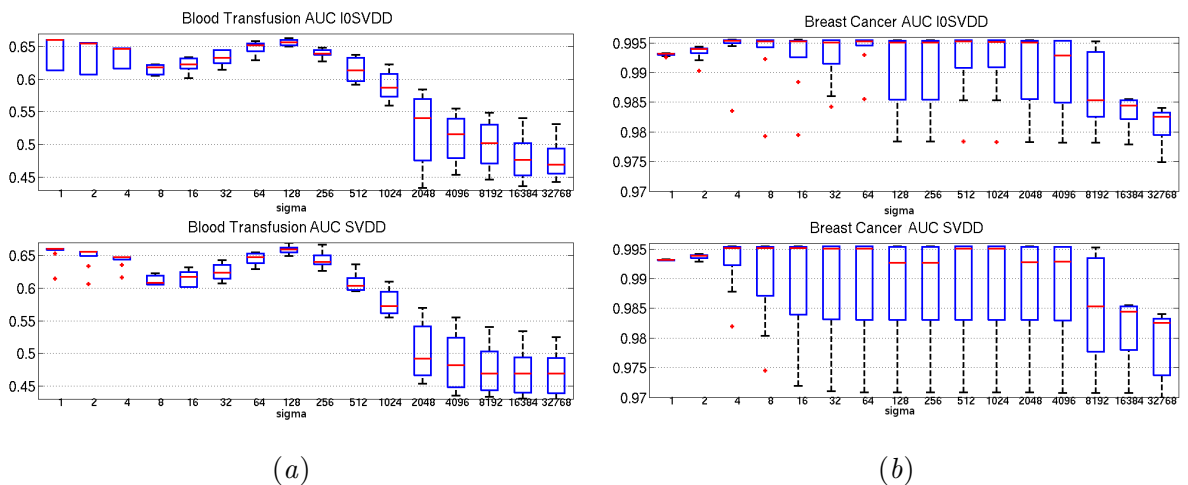 Blood Transfusion AUC l0SVDD
0.65
0.6
0.55
0.5
0.45
1 2 4 8 16 32 64 128 256 512 1024 2048 4096 8192 16384 32768
sigma
Blood Transfusion AUC SVDD
0.65
0.6
0.55
0.5
0.45
1 2 4 8 16 32 64 128 256 512 1024 2048 4096 8192 16384 32768
sigma
(a)
Breast Cancer AUC l0SVDD
0.995
0.99
0.985
0.98
0.975
0.97
1 2 4 8 16 32 64 128 256 512 1024 2048 4096 8192 16384 32768
sigma
Breast Cancer AUC SVDD
0.995
0.99
0.985
0.98
0.975
0.97
1 2 4 8 16 32 64 128 256 512 1024 2048 4096 8192 16384 32768
sigma
(b)